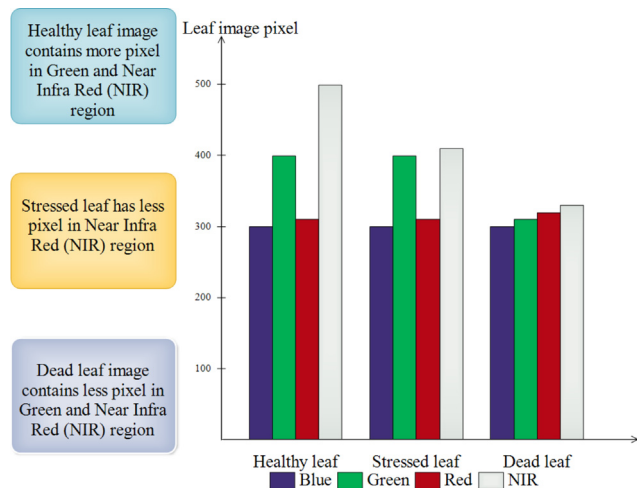 Healthy leaf image
contains more pixel
in Green and Near
Infra Red (NIR)
region
Stressed leaf has less
pixel in Near Infra
Red (NIR) region
Dead leaf image
contains less pixel in
Green and Near Infra
Red (NIR) region
Leaf image pixel
500
400
300
200
100
Healthy leaf Stressed leaf Dead leaf
Blue Green Red NIR